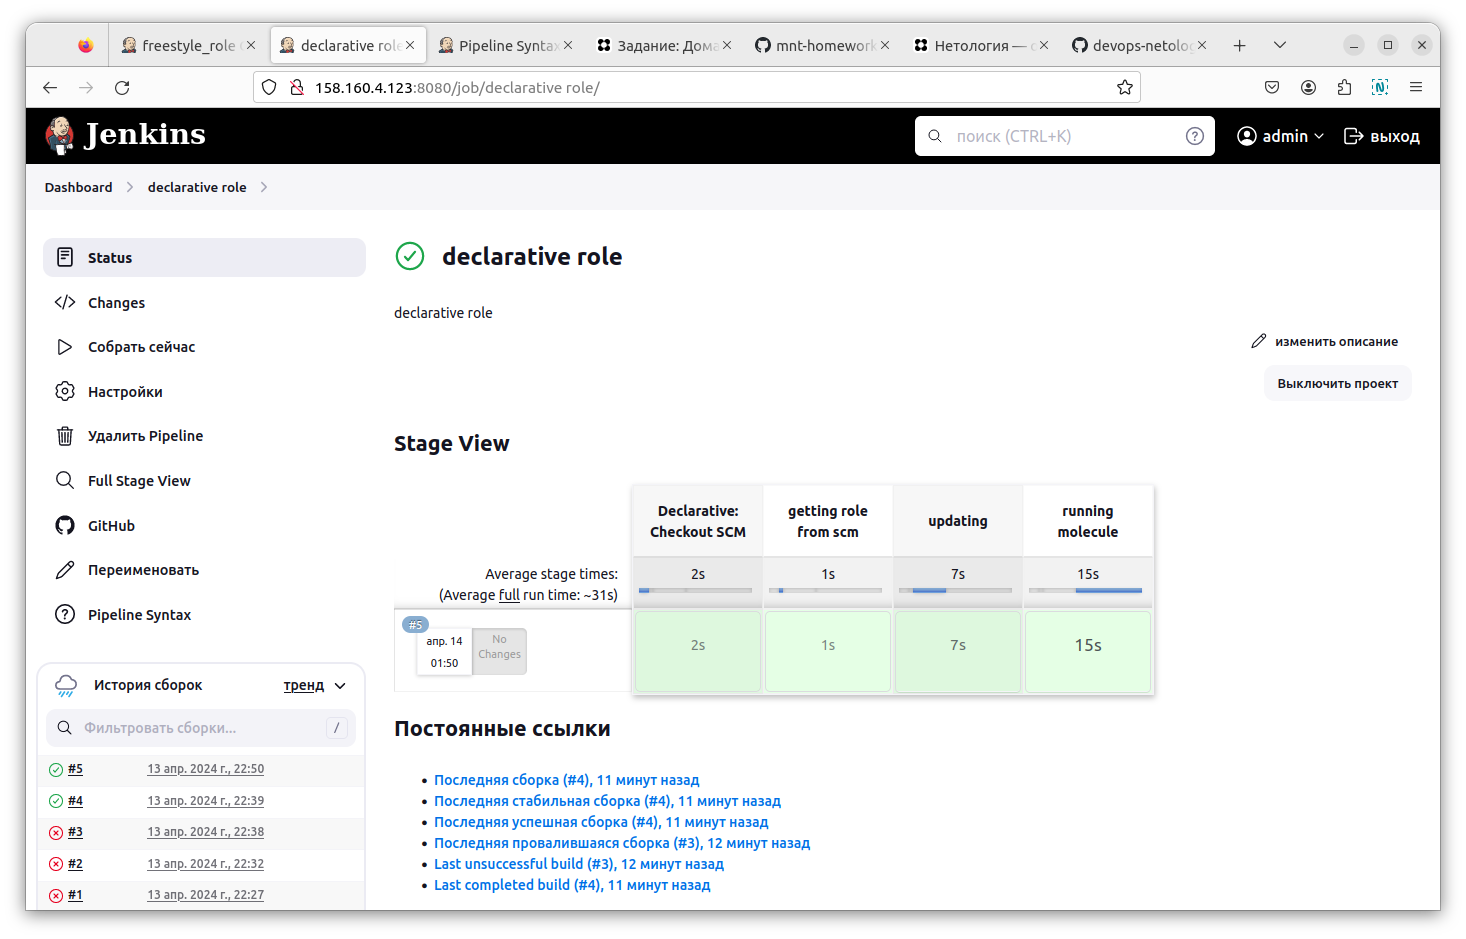 freestyle_role
declarative role
Pipeline Syntax
Задание: Дома
mnt-homework
Нетология —
devops-netolog
158.160.4.123:8080/job/declarative role/
Jenkins
поиск (CTRL+K)
admin
выход
Dashboard
declarative role
Status
Changes
Собрать сейчас
Настройки
Удалить Pipeline
Full Stage View
GitHub
Переименовать
Pipeline Syntax
История сборок
тренд
Фильтровать сборки...
/
#5 13 апр. 2024 г., 22:50
#4 13 апр. 2024 г., 22:39
#3 13 апр. 2024 г., 22:38
#2 13 апр. 2024 г., 22:32
#1 13 апр. 2024 г., 22:27
declarative role
declarative role
изменить описание
Выключить проект
Stage View
Declarative:
Checkout SCM
getting role
from scm
updating
running
molecule
Average stage times:
(Average full run time: ~31s)
2s
1s
7s
15s
#5
апр. 14
01:50
No
Changes
2s
1s
7s
15s
Постоянные ссылки
Последняя сборка (#4), 11 минут назад
Последняя стабильная сборка (#4), 11 минут назад
Последняя успешная сборка (#4), 11 минут назад
Последняя провалившаяся сборка (#3), 12 минут назад
Last unsuccessful build (#3), 12 минут назад
Last completed build (#4), 11 минут назад